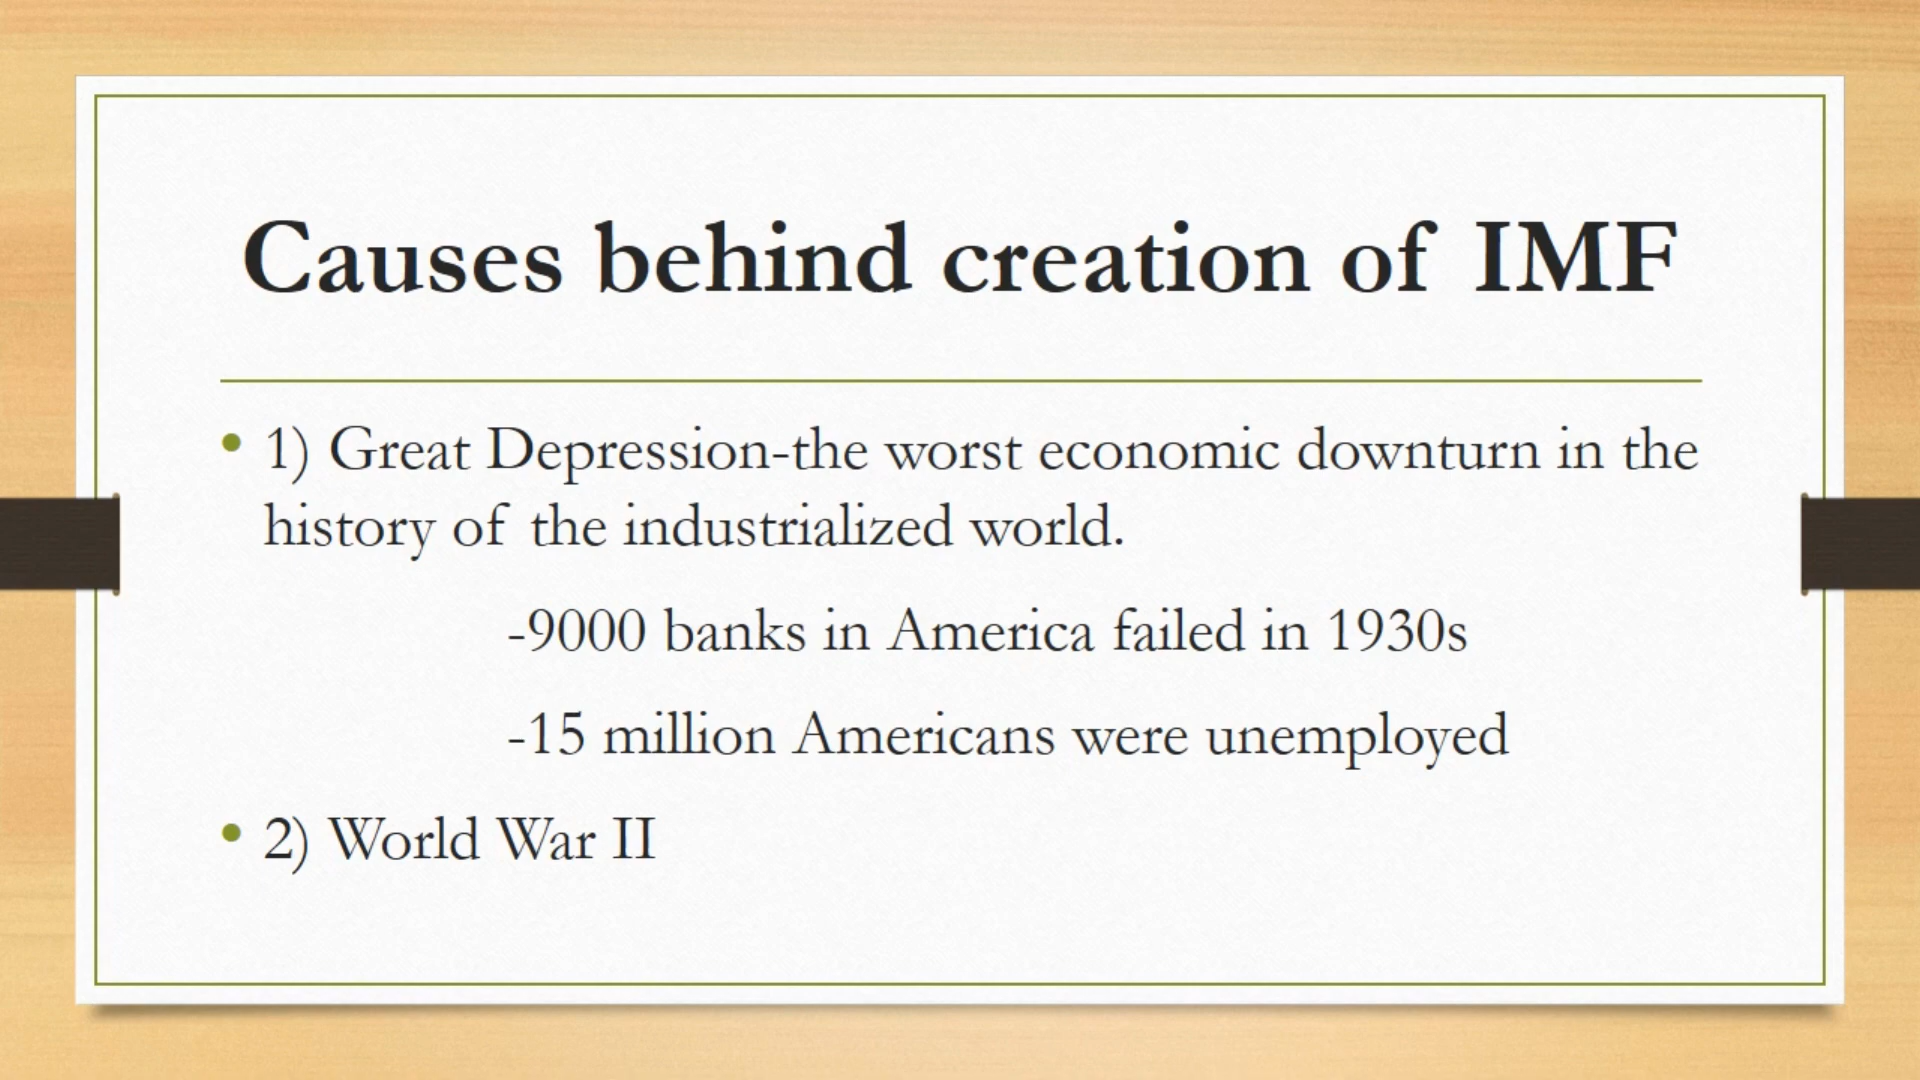 Causes behind creation of IMF
• 1) Great Depression-the worst economic downturn in the
history of the industrialized world.
-9000 banks in America failed in 1930s
-15 million Americans were unemployed
• 2) World War II